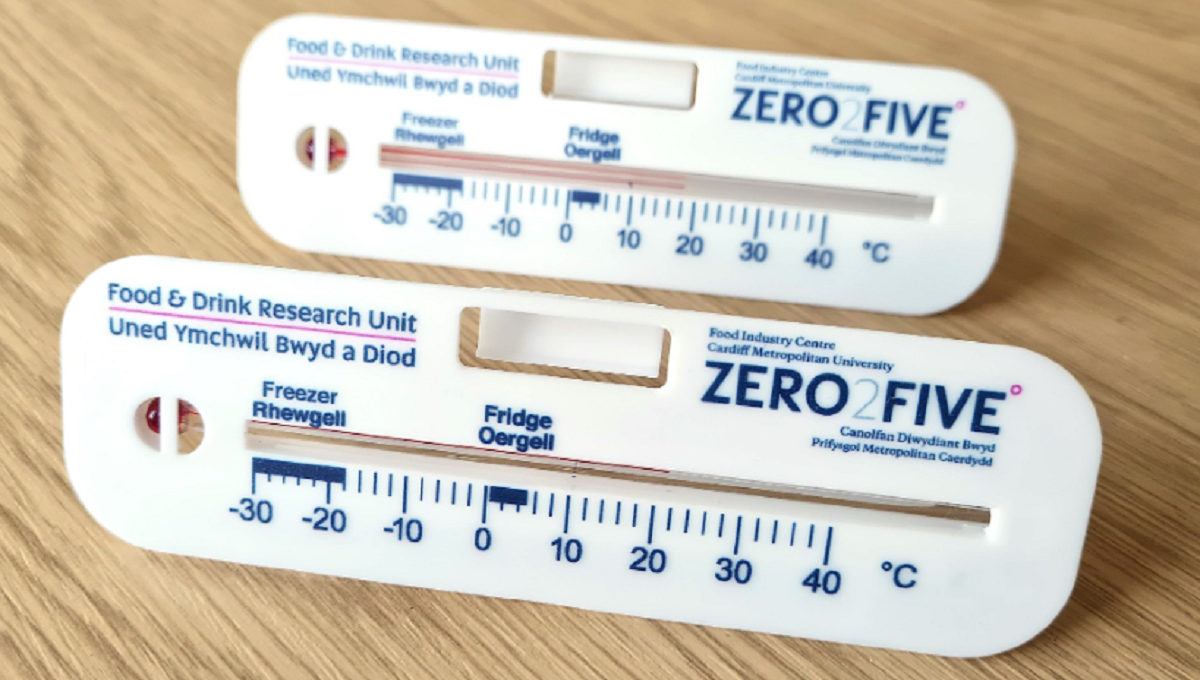 Food & Drink Research Unit
Uned Ymchwil Bwyd a Diod
Food Industry Centre
Cardiff Metropolitan University
ZERO2FIVE°
Canolfan Diwydiant Bwyd
Prifysgol Metropolitan Caerdydd
Freezer
Rhewgell
Fridge
Oergell
-30 -20 -10 0 10 20 30 40 °C
Food & Drink Research Unit
Uned Ymchwil Bwyd a Diod
Food Industry Centre
Cardiff Metropolitan University
ZERO2FIVE°
Canolfan Diwydiant Bwyd
Prifysgol Metropolitan Caerdydd
Freezer
Rhewgell
Fridge
Oergell
-30 -20 -10 0 10 20 30 40 °C